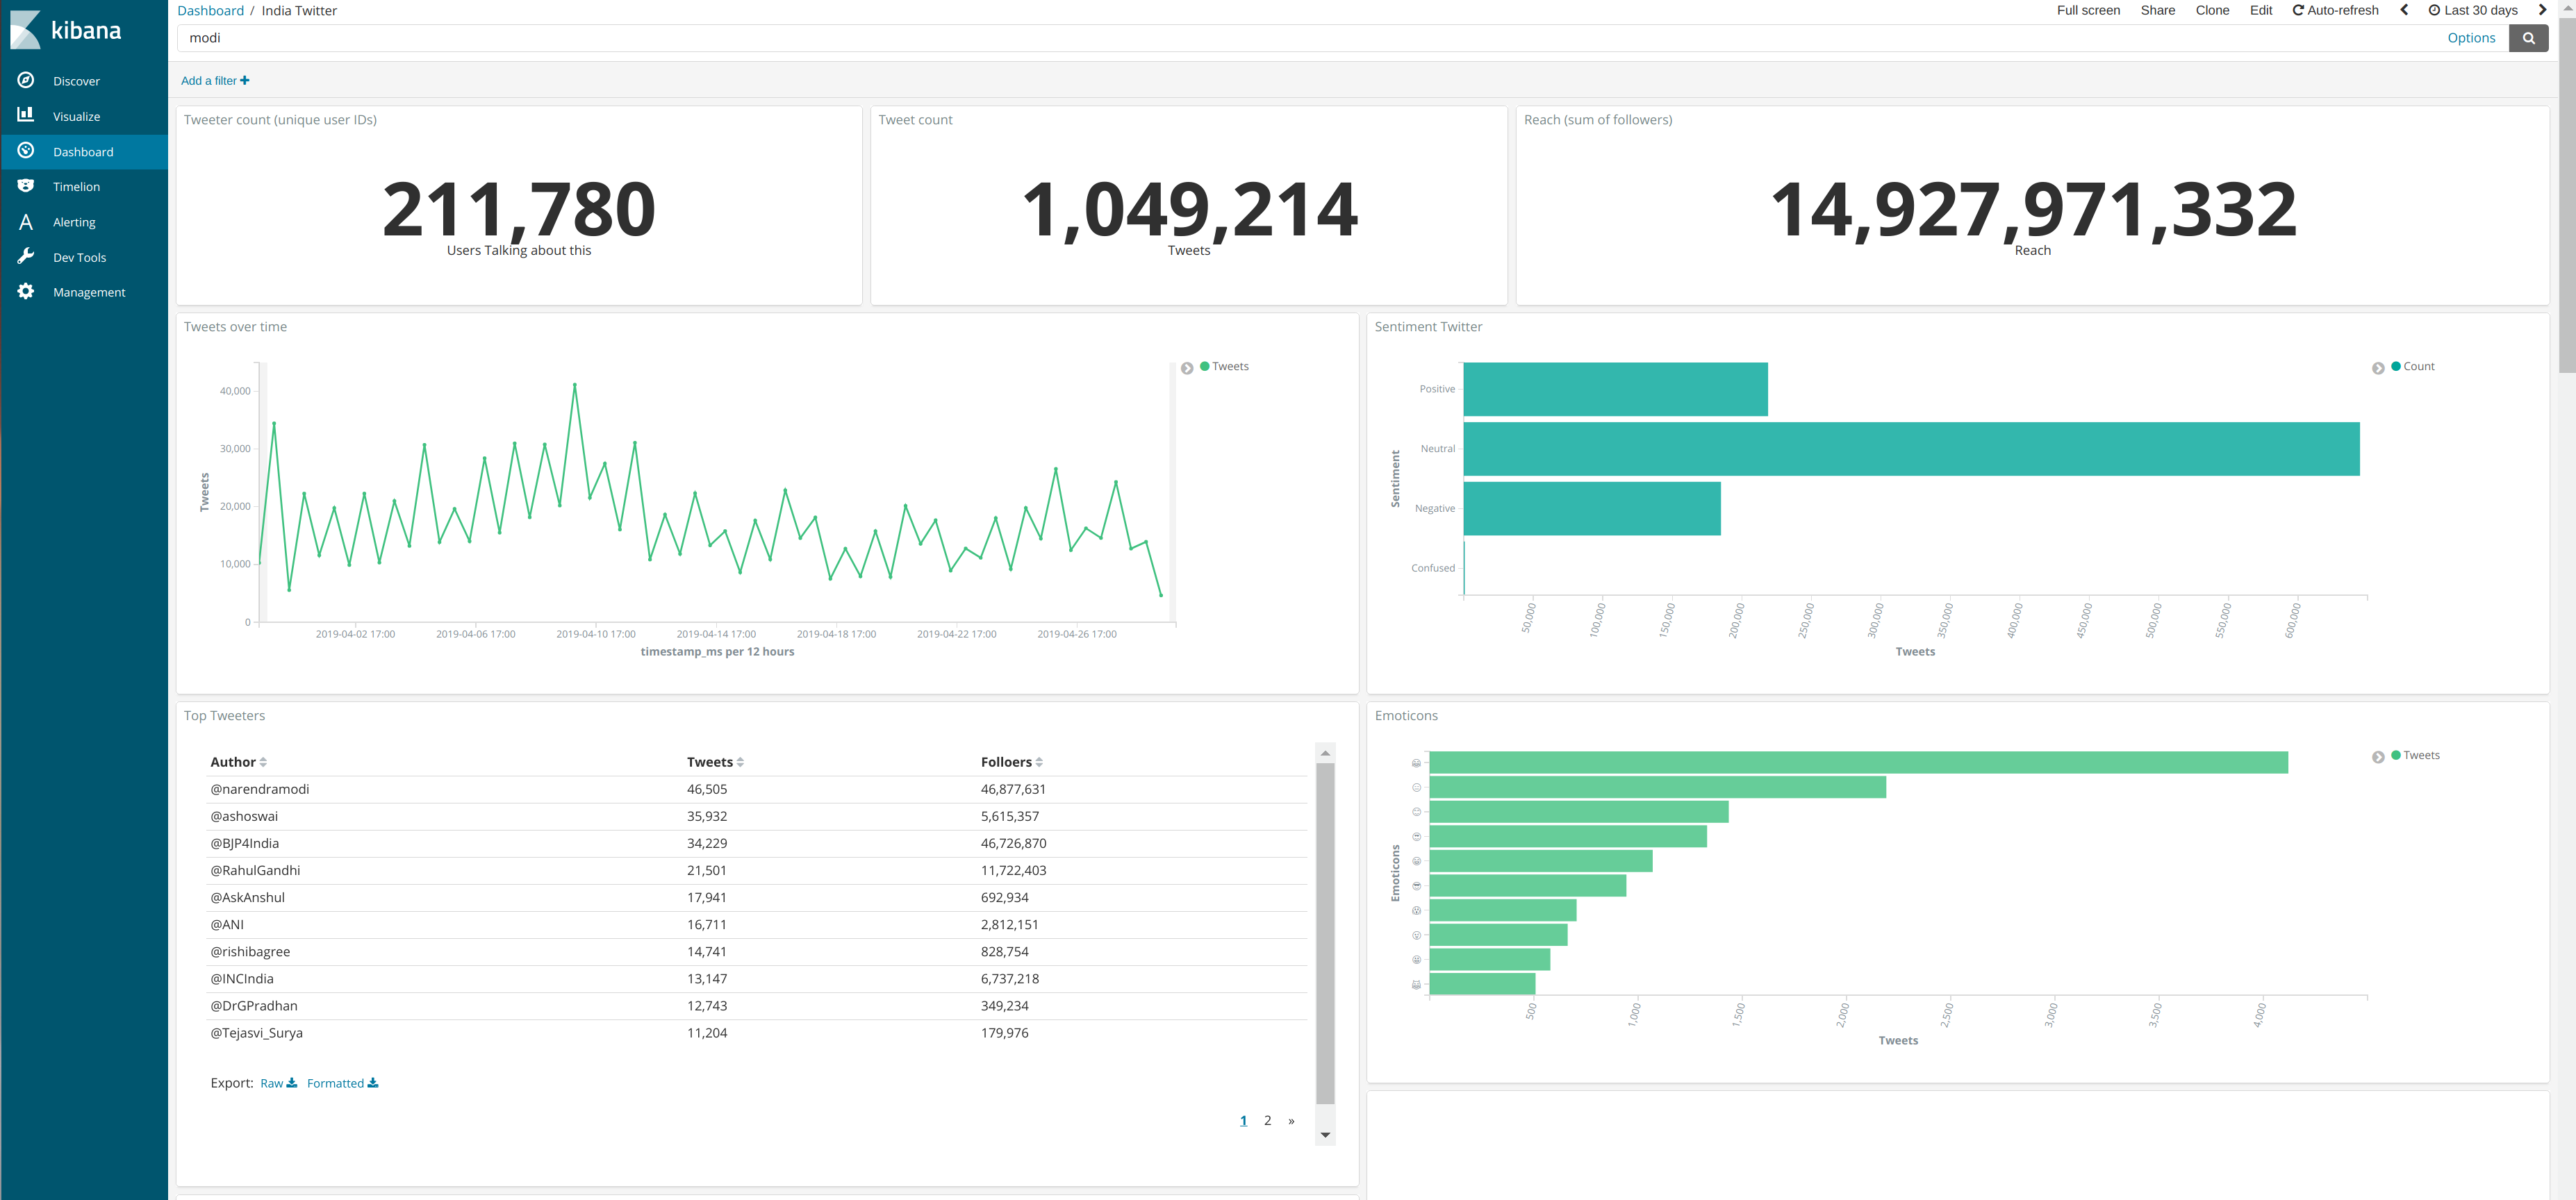 kibana
Discover
Visualize
Dashboard
Timelion
Alerting
Dev Tools
Management
Dashboard / India Twitter
Full screen Share Clone Edit Auto-refresh Last 30 days
modi
Options
Add a filter
Tweeter count (unique user IDs)
211,780
Users Talking about this
Tweet count
1,049,214
Tweets
Reach (sum of followers)
14,927,971,332
Reach
Tweets over time
Tweets
40,000
30,000
20,000
10,000
0
Tweets
2019-04-02 17:00 2019-04-06 17:00 2019-04-10 17:00 2019-04-14 17:00 2019-04-18 17:00 2019-04-22 17:00 2019-04-26 17:00
timestamp_ms per 12 hours
Sentiment Twitter
Count
Positive
Neutral
Negative
Confused
Sentiment
50,000 100,000 150,000 200,000 250,000 300,000 350,000 400,000 450,000 500,000 550,000 600,000
Tweets
Top Tweeters
Author Tweets Folloers
@narendramodi 46,505 46,877,631
@ashoswai 35,932 5,615,357
@BJP4India 34,229 46,726,870
@RahulGandhi 21,501 11,722,403
@AskAnshul 17,941 692,934
@ANI 16,711 2,812,151
@rishibagree 14,741 828,754
@INCIndia 13,147 6,737,218
@DrGPradhan 12,743 349,234
@Tejasvi_Surya 11,204 179,976
Export: Raw Formatted
1 2 »
Emoticons
Tweets
Emoticons
500 1,000 1,500 2,000 2,500 3,000 3,500 4,000
Tweets